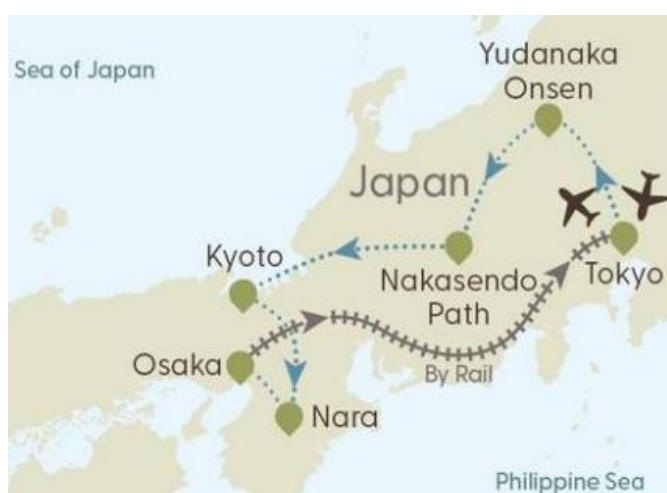 Sea of Japan
Yudanaka
Onsen
Japan
Kyoto
Nakasendo
Path
Tokyo
Osaka
By Rail
Nara
Philippine Sea